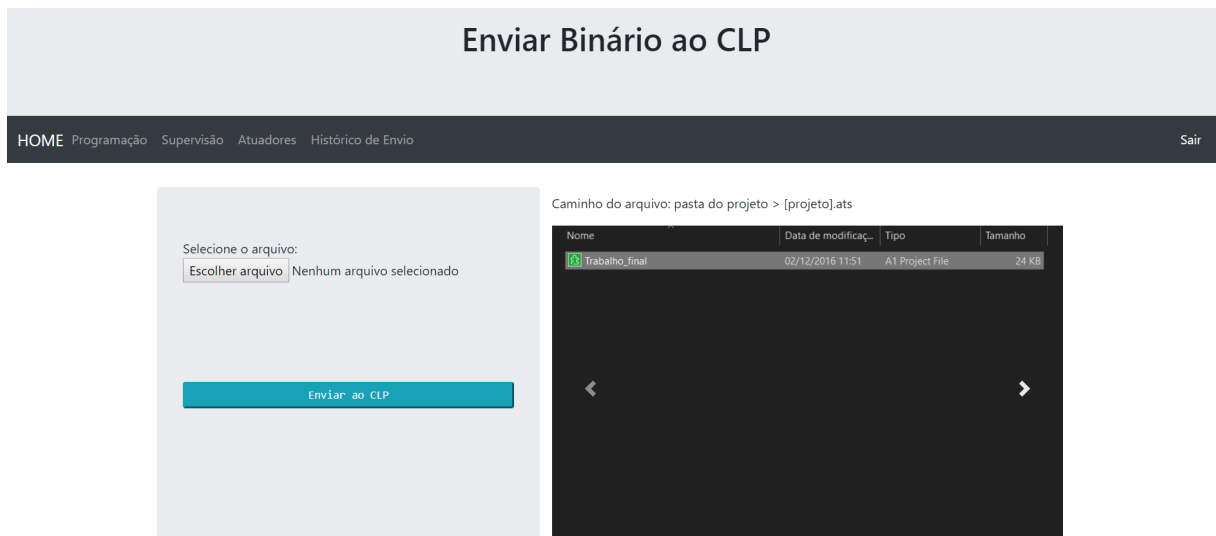 Enviar Binário ao CLP
HOME Programação Supervisão Atuadores Histórico de Envio Sair
Selecione o arquivo:
Escolher arquivo Nenhum arquivo selecionado
Enviar ao CLP
Caminho do arquivo: pasta do projeto > [projeto].ats
Nome Data de modificaç... Tipo Tamanho
Trabalho_final 02/12/2016 11:51 A1 Project File 24 KB